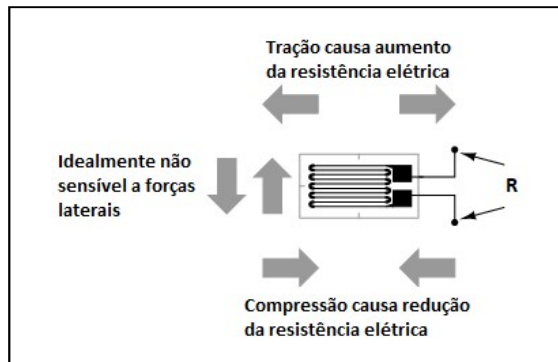 Tração causa aumento
da resistência elétrica
Idealmente não
sensível a forças
laterais
R
Compressão causa redução
da resistência elétrica